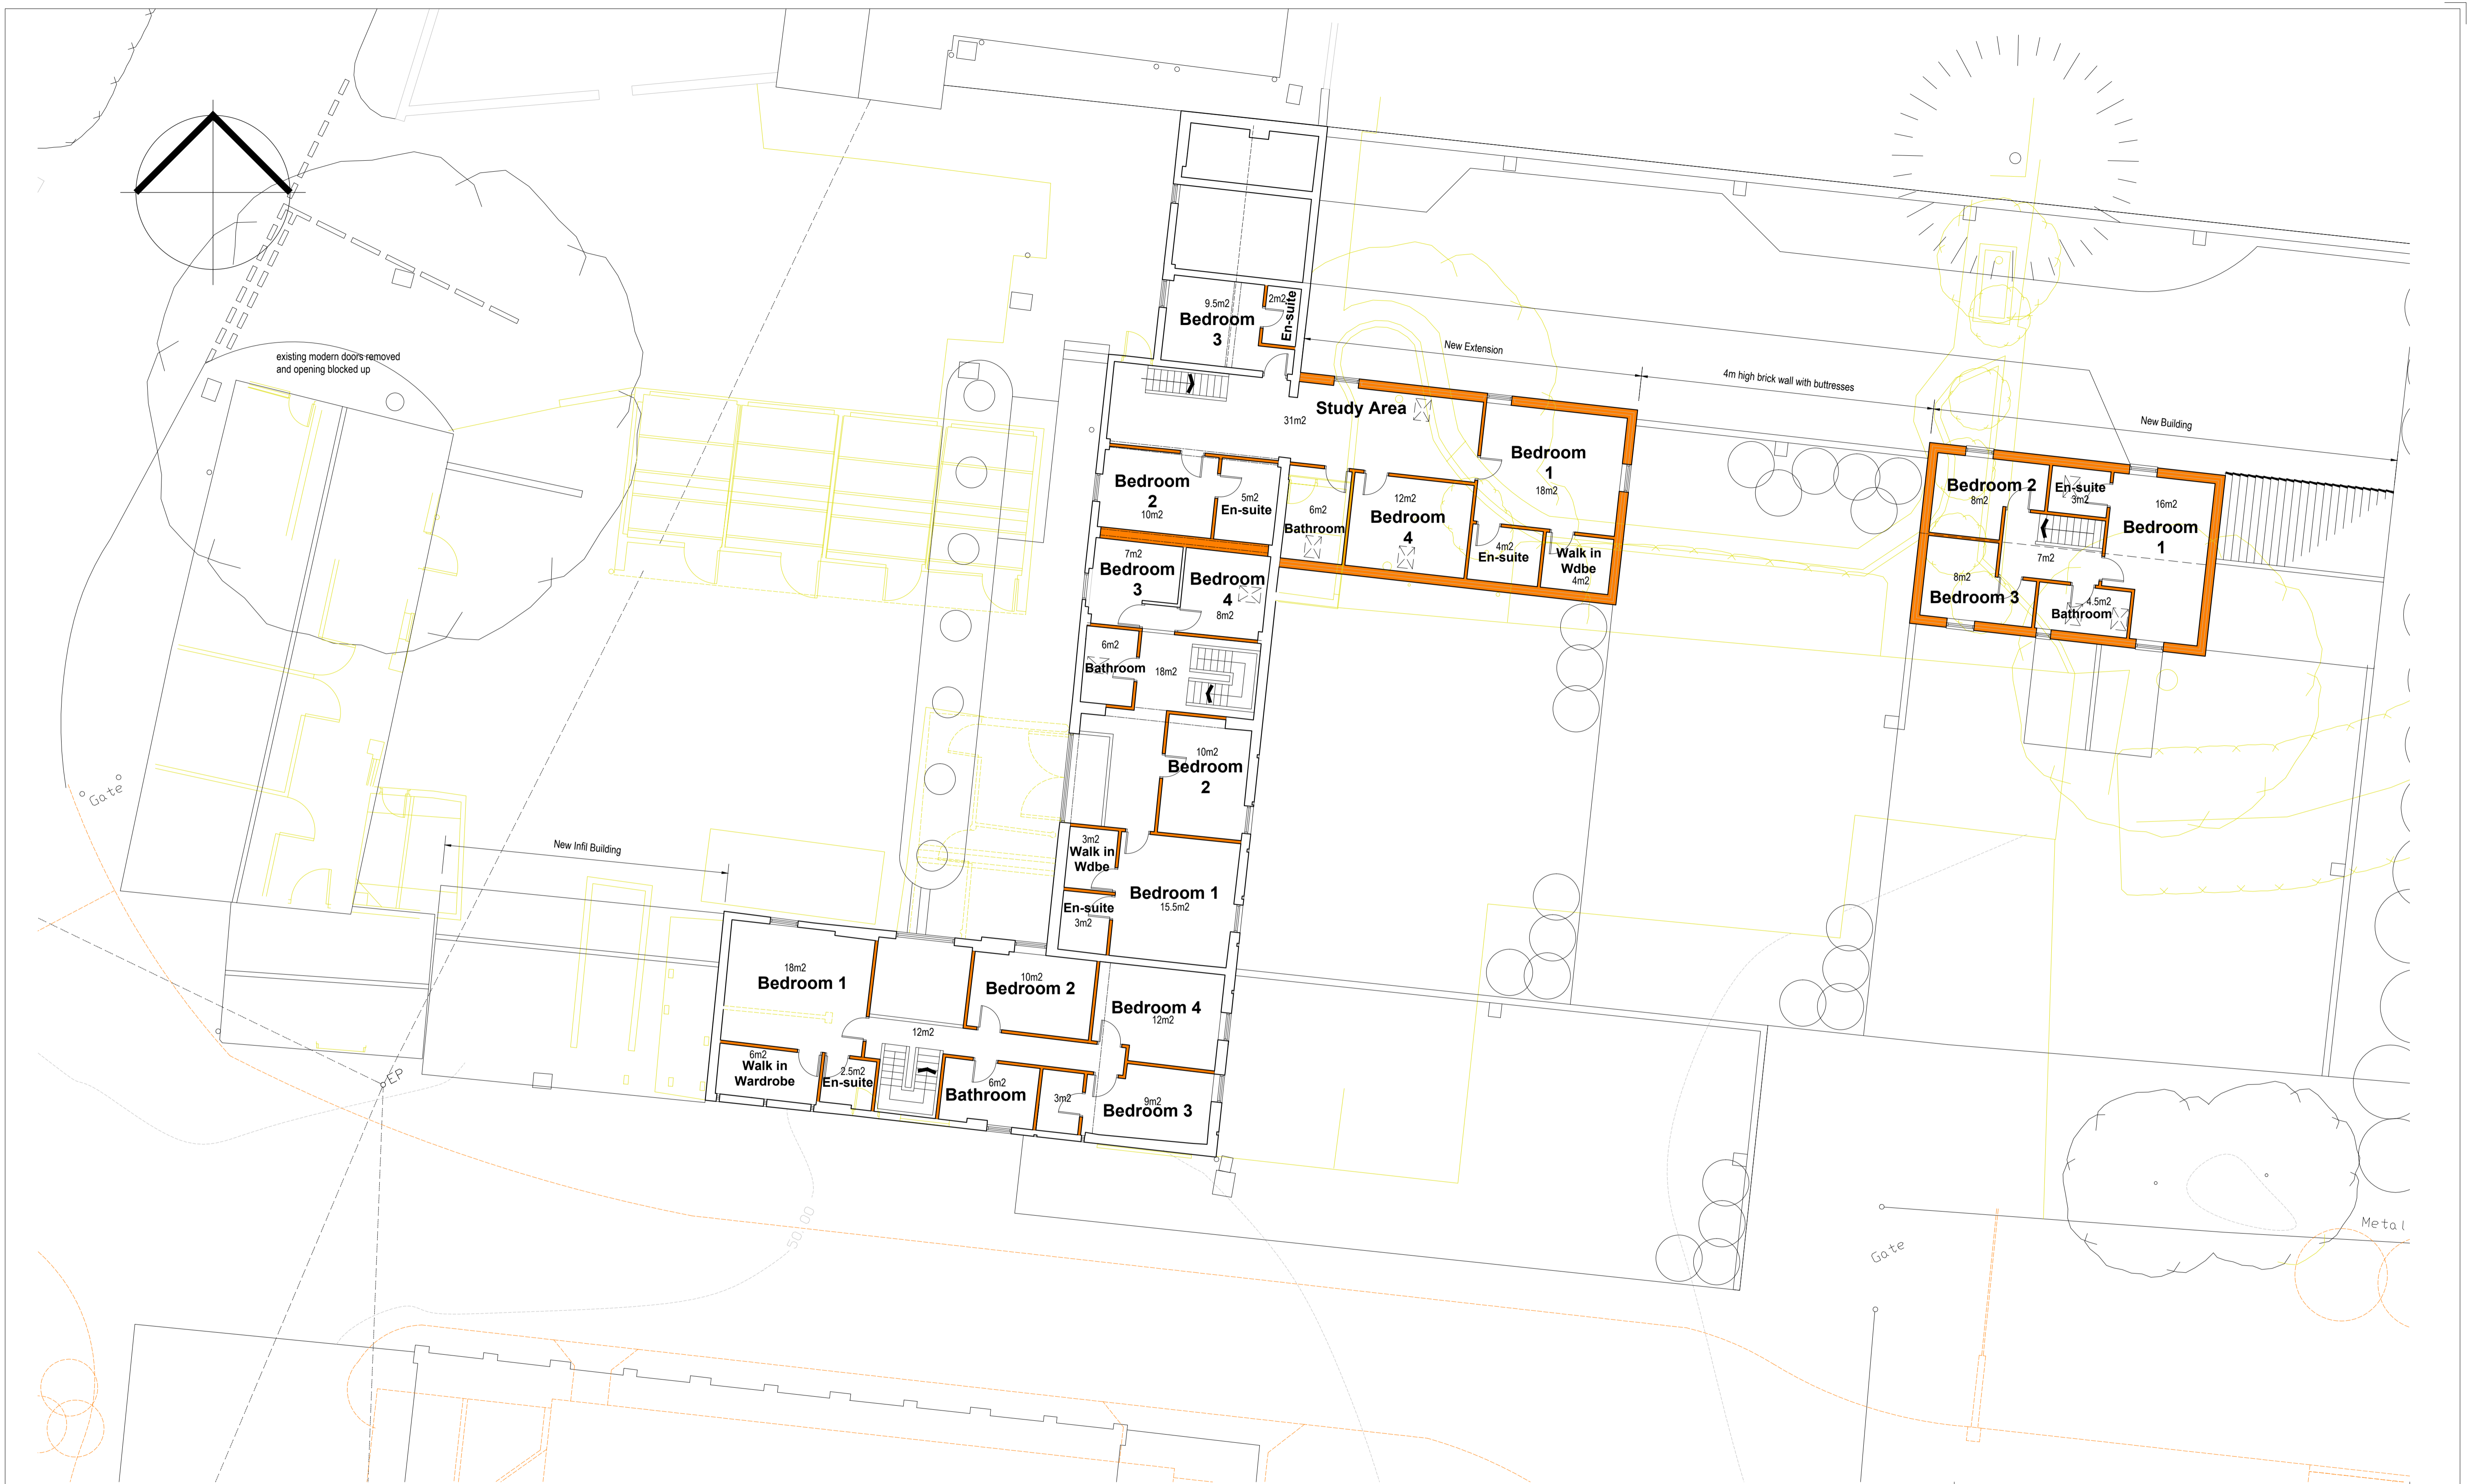 existing modern doors removed
and opening blocked up
9.5m2
Bedroom
3
2m2
En-suite
New Extension
4m high brick wall with buttresses
New Building
Study Area
31m2
Bedroom
1
18m2
Bedroom
2
10m2
5m2
En-suite
6m2
Bathroom
12m2
Bedroom
4
4m2
En-suite
Walk in
Wdbe
4m2
Bedroom 2
8m2
En-suite
3m2
16m2
Bedroom
1
7m2
8m2
Bedroom 3
4.5m2
Bathroom
7m2
Bedroom
3
Bedroom
4
8m2
6m2
Bathroom
18m2
10m2
Bedroom
2
3m2
Walk in
Wdbe
Bedroom 1
15.5m2
En-suite
3m2
Gate
New Infil Building
18m2
Bedroom 1
10m2
Bedroom 2
Bedroom 4
12m2
12m2
6m2
Walk in
Wardrobe
2.5m2
En-suite
6m2
Bathroom
3m2
9m2
Bedroom 3
EP
50.00
Gate
Metal